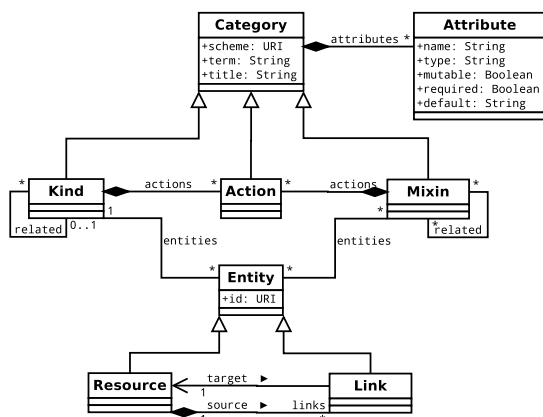 Category
+scheme: URI
+term: String
+title: String
attributes *
Attribute
+name: String
+type: String
+mutable: Boolean
+required: Boolean
+default: String
* Kind
actions *
Action
* actions
Mixin *
related
0..1
1
*
* related
entities
entities
* Entity *
+id: URI
Resource
target ►
1
Link
source ► links
1 *